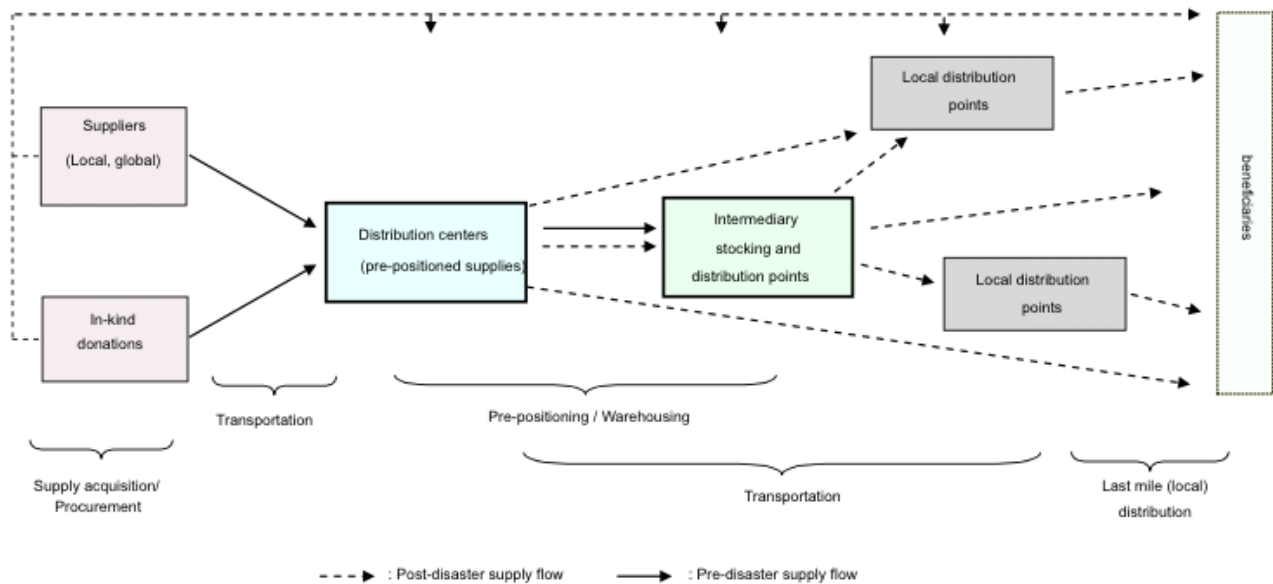 Suppliers
(Local, global)
In-kind
donations
Distribution centers
(pre-positioned supplies)
Intermediary
stocking and
distribution points
Local distribution
points
Local distribution
points
beneficiaries
Transportation
Pre-positioning / Warehousing
Supply acquisition/
Procurement
Transportation
Last mile (local)
distribution
: Post-disaster supply flow
: Pre-disaster supply flow